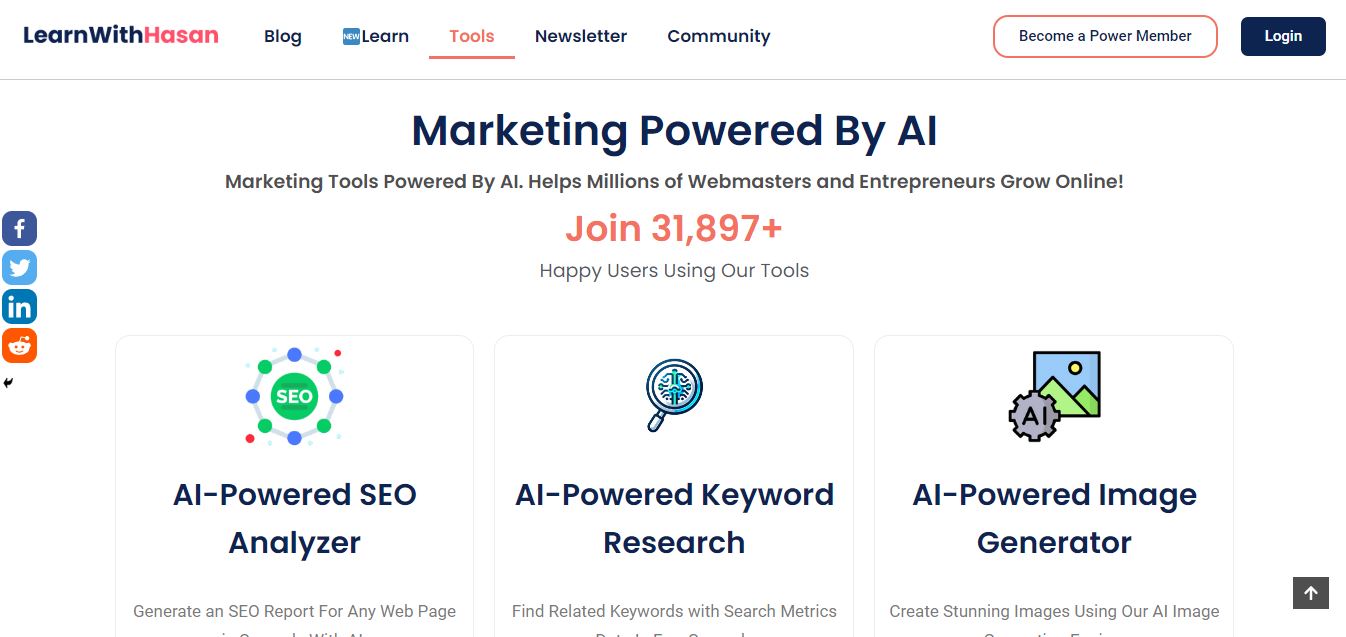 LearnWithHasan
Blog
NEW Learn
Tools
Newsletter
Community
Become a Power Member
Login
Marketing Powered By AI
Marketing Tools Powered By AI. Helps Millions of Webmasters and Entrepreneurs Grow Online!
Join 31,897+
Happy Users Using Our Tools
SEO
AI-Powered SEO
Analyzer
Generate an SEO Report For Any Web Page
AI-Powered Keyword
Research
Find Related Keywords with Search Metrics
AI
AI-Powered Image
Generator
Create Stunning Images Using Our AI Image